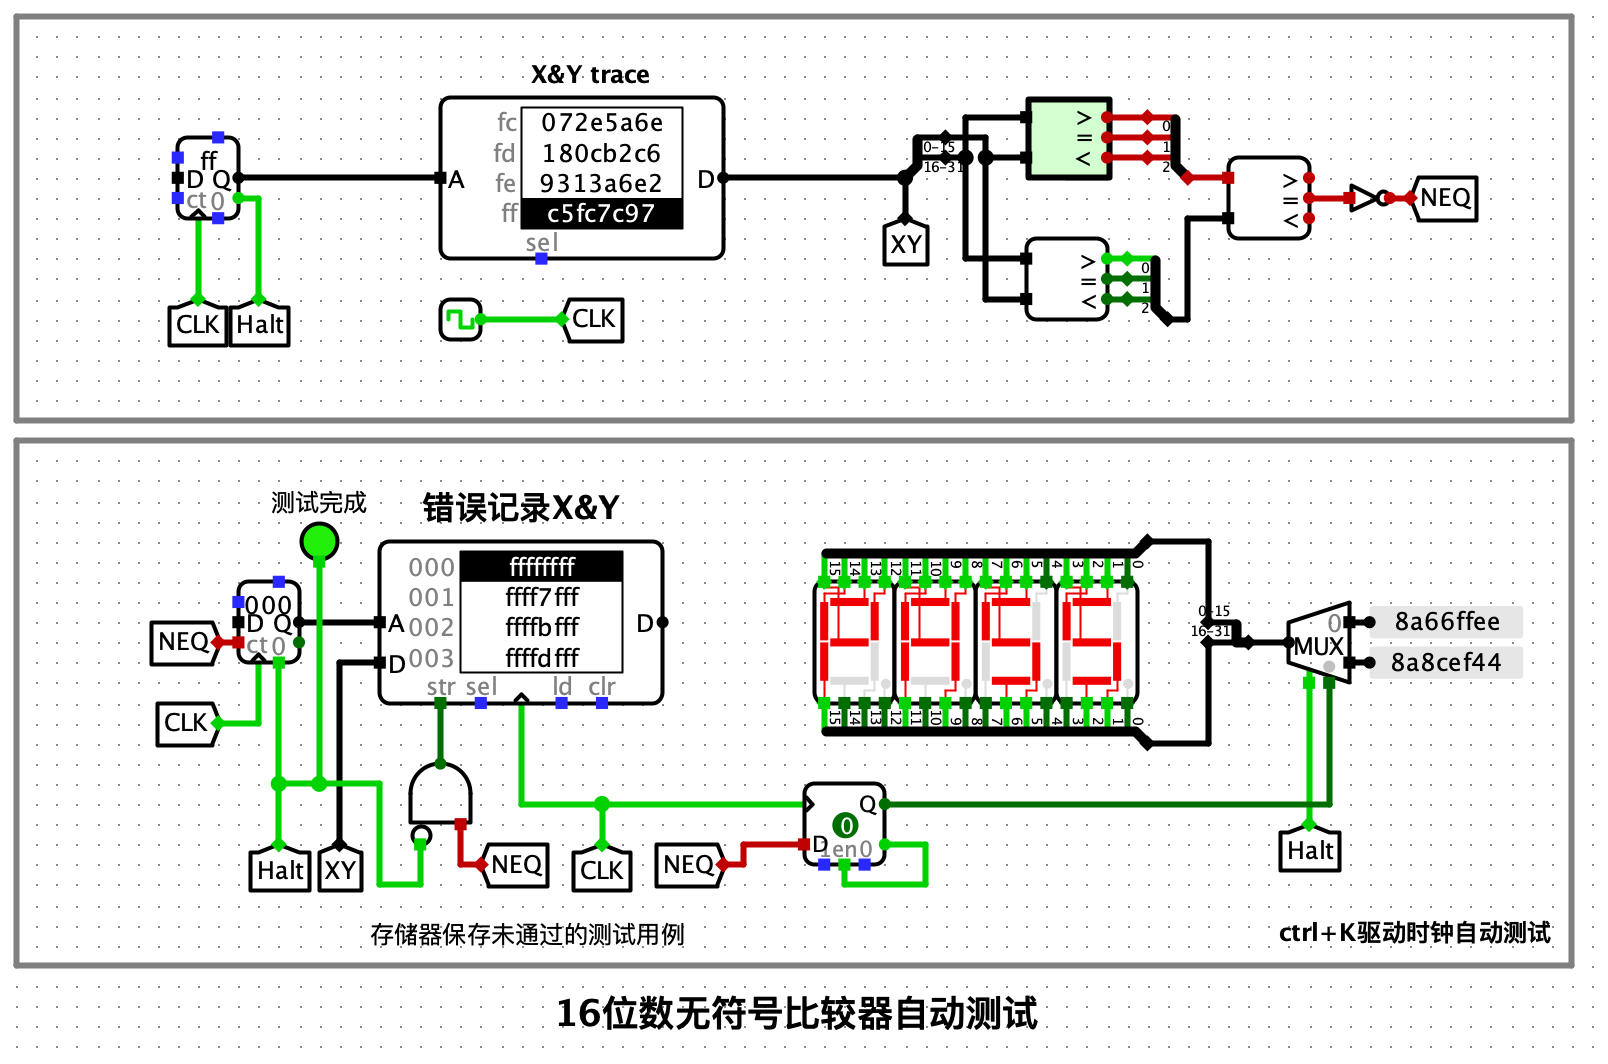 X&Y trace
fc 072e5a6e
fd 180cb2c6
fe 9313a6e2
ff c5fc7c97
A
D
sel
ff
D Q
ct 0
CLK
Halt
CLK
XY
0-15
16-31
>
=
<
0
1
2
>
=
<
0
1
2
>
=
<
NEQ
测试完成
错误记录X&Y
000 ffffffff
001 ffff7fff
002 ffffbfff
003 ffffdfff
A
D
D
str sel ld clr
000
D Q
ct 0
NEQ
CLK
Halt
XY
NEQ
CLK
NEQ
Q
0
D
1en0
15 14 13 12 11 10 9 8 7 6 5 4 3 2 1 0
15 14 13 12 11 10 9 8 7 6 5 4 3 2 1 0
0-15
16-31
0
MUX
8a66ffee
8a8cef44
Halt
存储器保存未通过的测试用例
ctrl+K驱动时钟自动测试
16位数无符号比较器自动测试